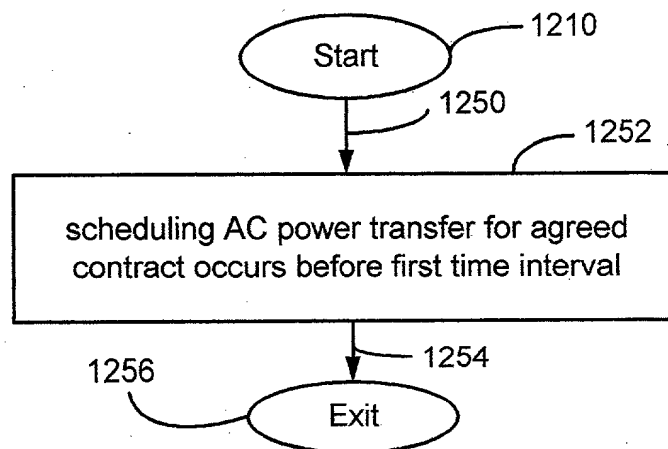 Start
1210
1250
1252
scheduling AC power transfer for agreed
contract occurs before first time interval
1254
1256
Exit